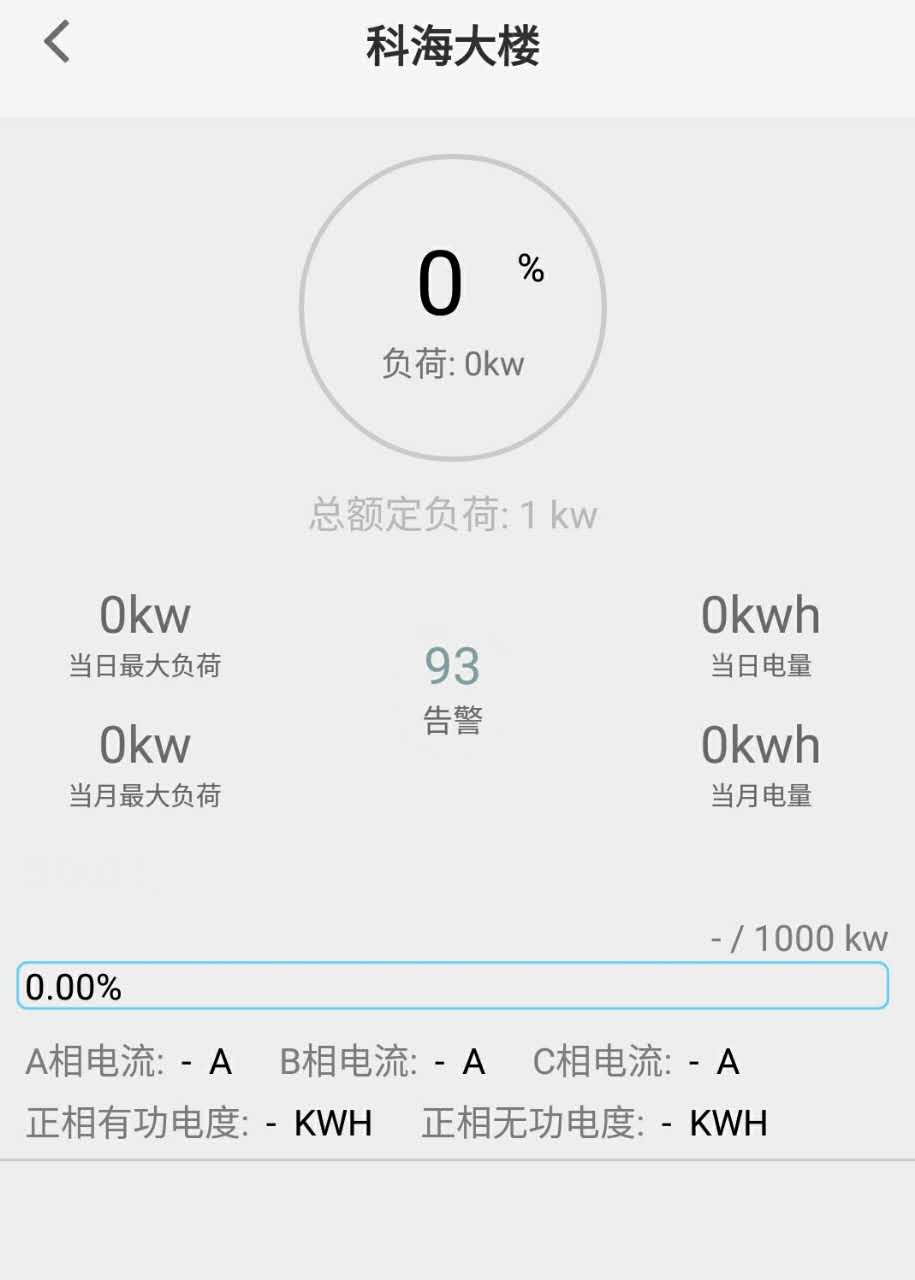 科海大楼
0 %
负荷: 0kw
总额定负荷: 1 kw
0kw
当日最大负荷
93
告警
0kwh
当日电量
0kw
当月最大负荷
0kwh
当月电量
- / 1000 kw
0.00%
A相电流: - A B相电流: - A C相电流: - A
正相有功电度: - KWH 正相无功电度: - KWH